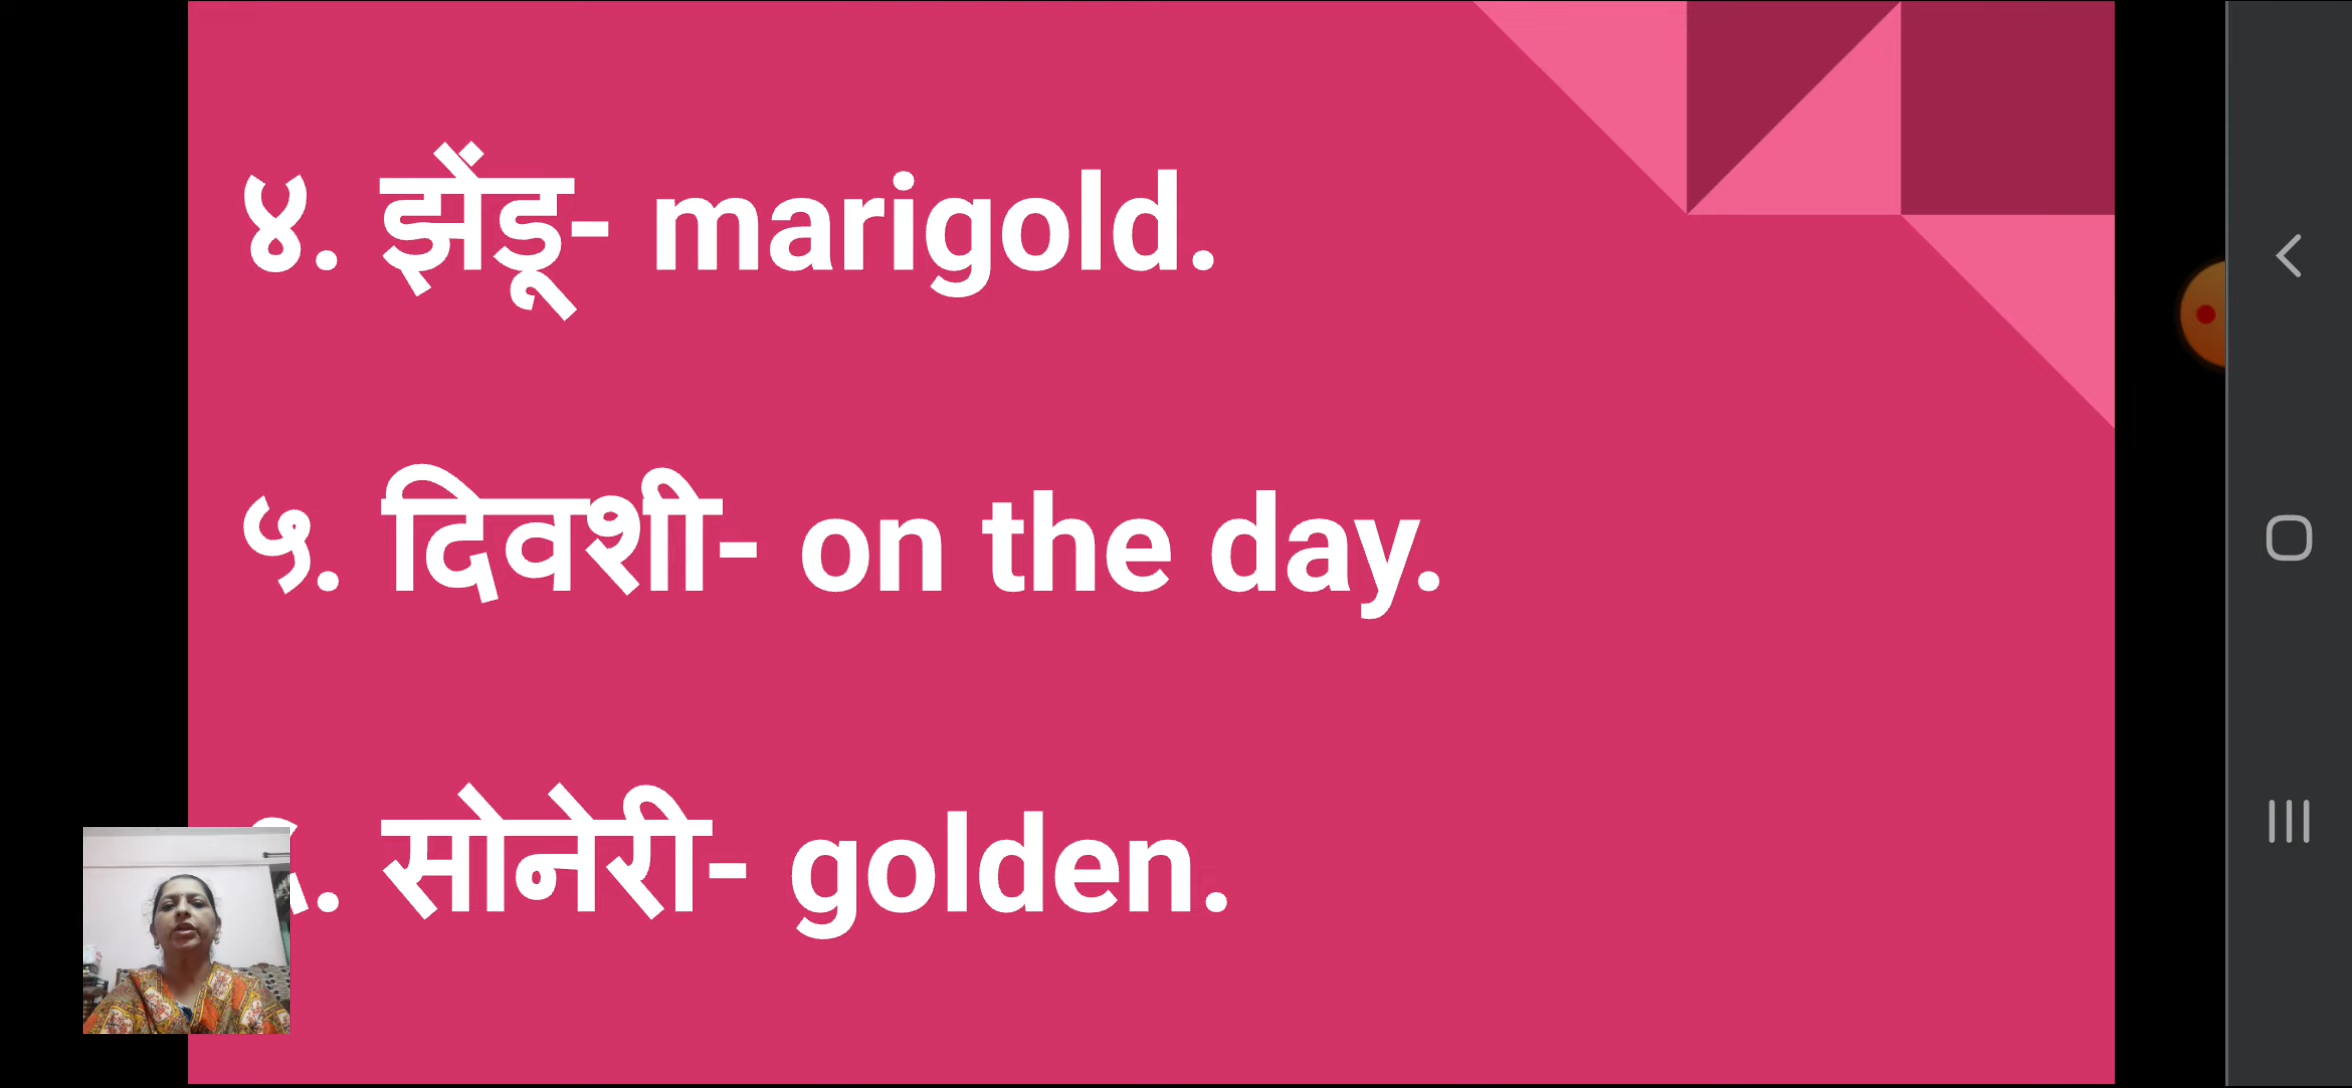 ४. झेंडू- marigold.
५. दिवशी- on the day.
. सोनेरी- golden.